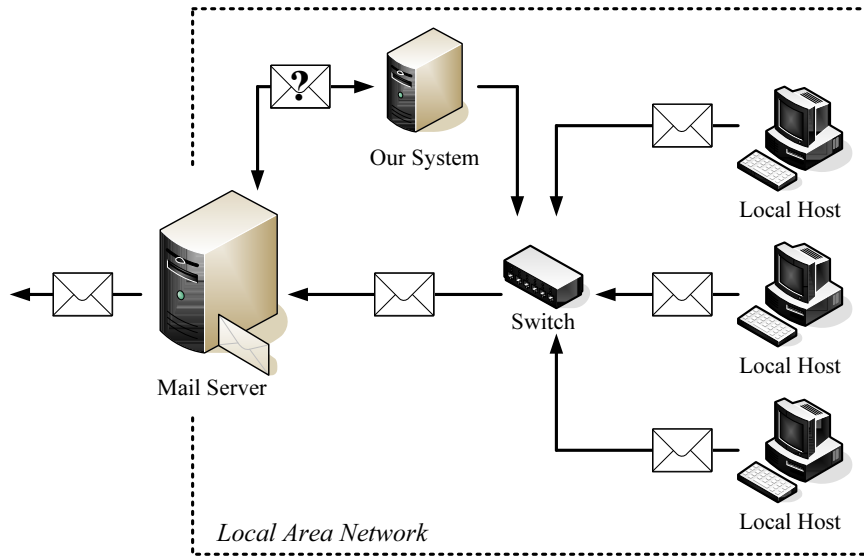 ?
Our System
Local Host
Switch
Local Host
Mail Server
Local Host
Local Area Network